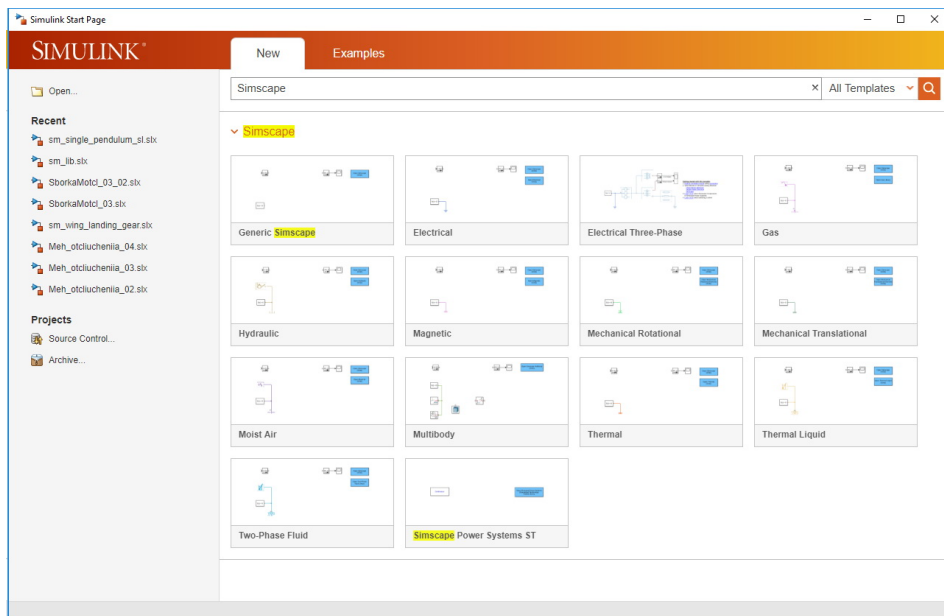 Simulink Start Page
SIMULINK®
New
Examples
Open...
Recent
sm_single_pendulum_sl.slx
sm_lib.slx
SborkaMotcl_03_02.slx
SborkaMotcl_03.slx
sm_wing_landing_gear.slx
Meh_otcliucheniia_04.slx
Meh_otcliucheniia_03.slx
Meh_otcliucheniia_02.slx
Projects
Source Control...
Archive...
Simscape
All Templates
Simscape
Generic Simscape
Electrical
Electrical Three-Phase
Gas
Hydraulic
Magnetic
Mechanical Rotational
Mechanical Translational
Moist Air
Multibody
Thermal
Thermal Liquid
Two-Phase Fluid
Simscape Power Systems ST